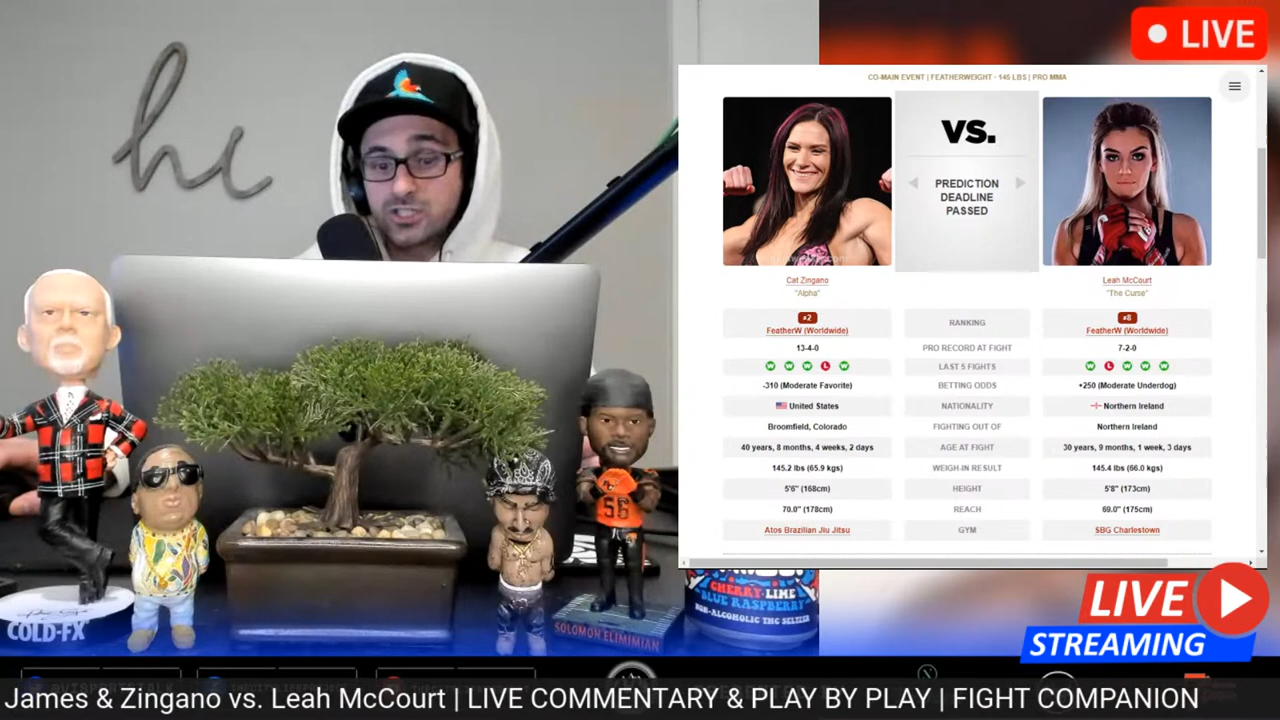 hi
LIVE
CO-MAIN EVENT | FEATHERWEIGHT · 145 LBS | PRO MMA
VS.
PREDICTION
DEADLINE
PASSED
Cat Zingano
Leah McCourt
"Alpha"
"The Curse"
#2
RANKING
#8
FeatherW (Worldwide)
FeatherW (Worldwide)
13-4-0
PRO RECORD AT FIGHT
7-2-0
W W W L W
LAST 5 FIGHTS
W L W W W
-310 (Moderate Favorite)
BETTING ODDS
+250 (Moderate Underdog)
United States
NATIONALITY
Northern Ireland
Broomfield, Colorado
FIGHTING OUT OF
Northern Ireland
40 years, 8 months, 4 weeks, 2 days
AGE AT FIGHT
30 years, 9 months, 1 week, 3 days
145.2 lbs (65.9 kgs)
WEIGH-IN RESULT
145.4 lbs (66.0 kgs)
5'6" (168cm)
HEIGHT
5'8" (173cm)
70.0" (178cm)
REACH
69.0" (175cm)
Atos Brazilian Jiu Jitsu
GYM
SBG Charlestown
56
COLD-FX
SOLOMON ELIMIMIAN
CHERRY-LIME
BLUE RASPBERRY
NON-ALCOHOLIC THC SELTZER
LIVE
STREAMING
James & Zingano vs. Leah McCourt | LIVE COMMENTARY & PLAY BY PLAY | FIGHT COMPANION